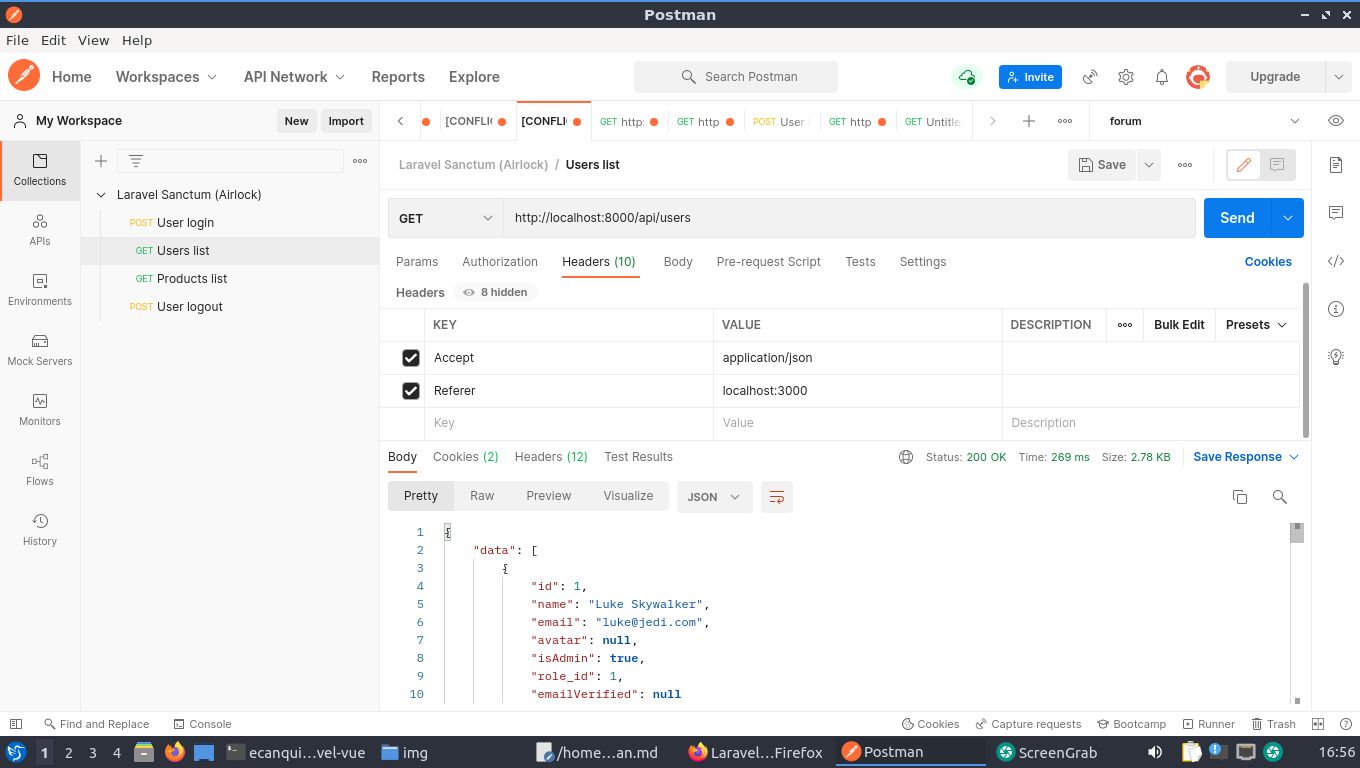 Postman
File Edit View Help
Home Workspaces API Network Reports Explore Search Postman Invite Upgrade
My Workspace New Import [CONFLI [CONFLI GET http: GET http POST User GET http GET Untitle forum
Collections
APIs
Environments
Mock Servers
Monitors
Flows
History
Laravel Sanctum (Airlock)
POST User login
GET Users list
GET Products list
POST User logout
Laravel Sanctum (Airlock) / Users list Save
GET http://localhost:8000/api/users Send
Params Authorization Headers (10) Body Pre-request Script Tests Settings Cookies
Headers 8 hidden
KEY VALUE DESCRIPTION Bulk Edit Presets
Accept application/json
Referer localhost:3000
Key Value Description
Body Cookies (2) Headers (12) Test Results Status: 200 OK Time: 269 ms Size: 2.78 KB Save Response
Pretty Raw Preview Visualize JSON
1 {
2 "data": [
3 {
4 "id": 1,
5 "name": "Luke Skywalker",
6 "email": "luke@jedi.com",
7 "avatar": null,
8 "isAdmin": true,
9 "role_id": 1,
10 "emailVerified": null
Find and Replace Console Cookies Capture requests Bootcamp Runner Trash
1 2 3 4 ecanqui...vel-vue img /home...an.md Laravel...Firefox Postman ScreenGrab 16:56